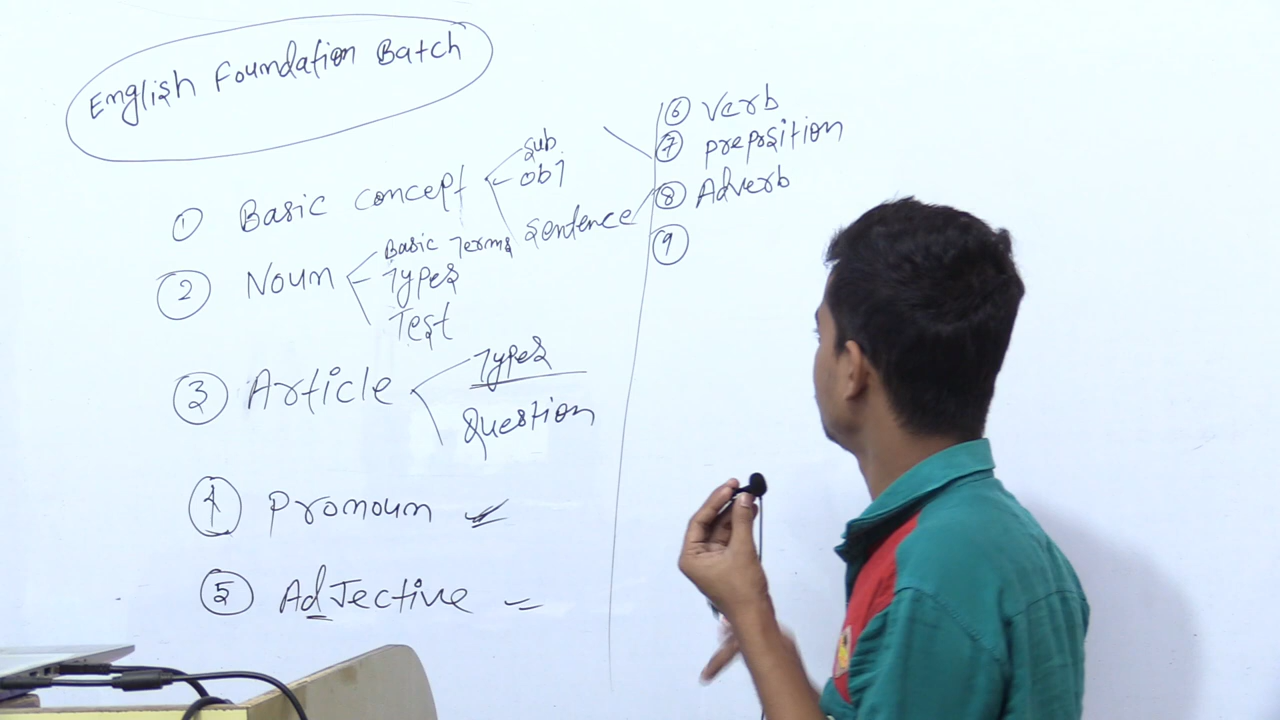 English Foundation Batch
① Basic concept
sub
obj
sentence
② Noun
Basic Terms
Types
Test
③ Article
Types
Question
④ Pronoun
⑤ AdJective
⑥ Verb
⑦ preposition
⑧ Adverb
⑨